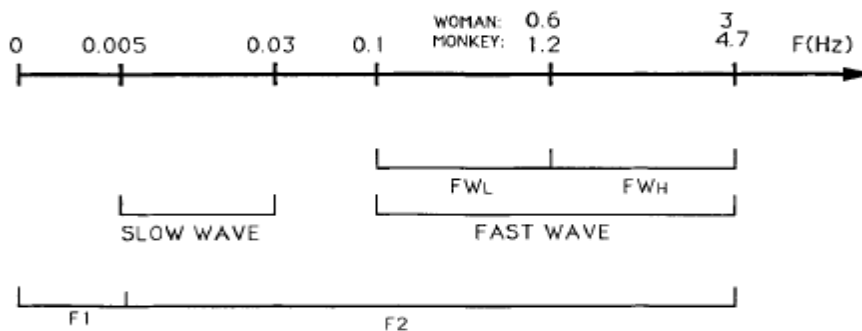 WOMAN: 0.6 3
MONKEY: 1.2 4.7
0 0.005 0.03 0.1 F(Hz)
FWL FWH
SLOW WAVE FAST WAVE
F1 F2